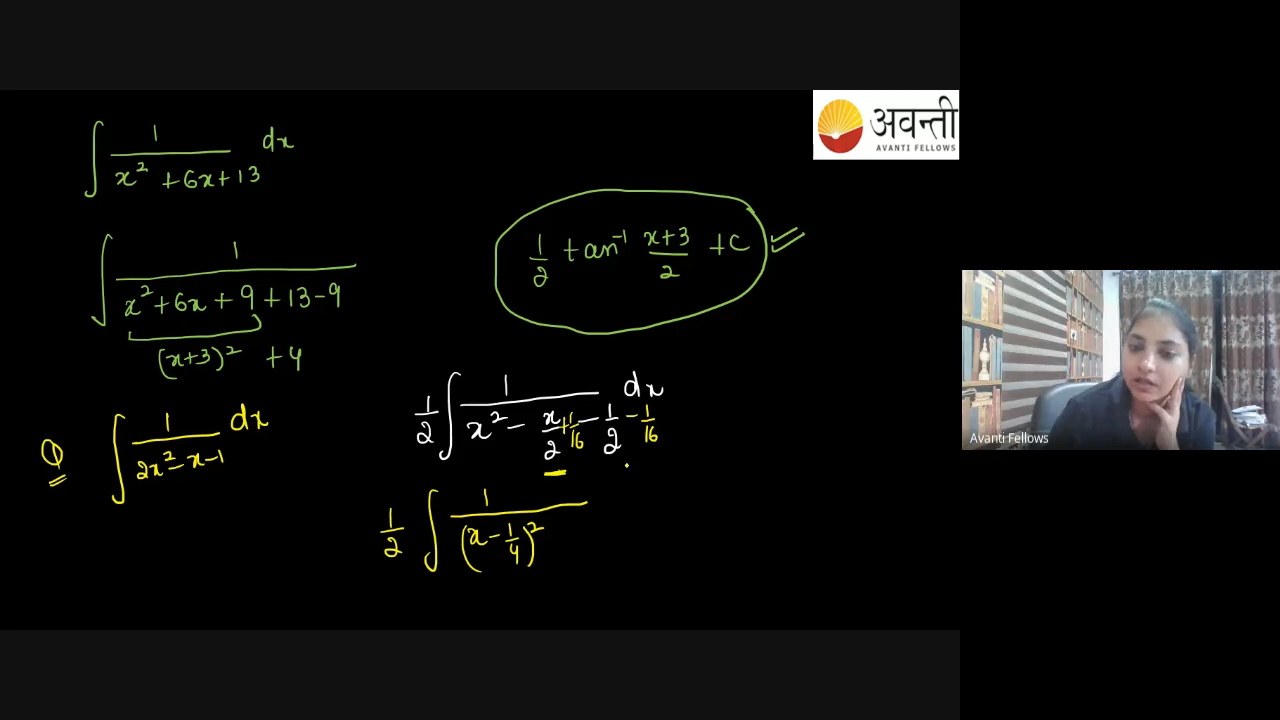 ∫ 1/(x² + 6x + 13) dx
∫ 1/(x² + 6x + 9 + 13 - 9)
(x+3)² + 4
1/2 tan⁻¹ (x+3)/2 + C
Q ∫ 1/(2x² - x - 1) dx
1/2 ∫ 1/(x² - x/2 + 1/16 - 1/2 - 1/16) dx
1/2 ∫ 1/(x - 1/4)²
अवन्ती
AVANTI FELLOWS
Avanti Fellows